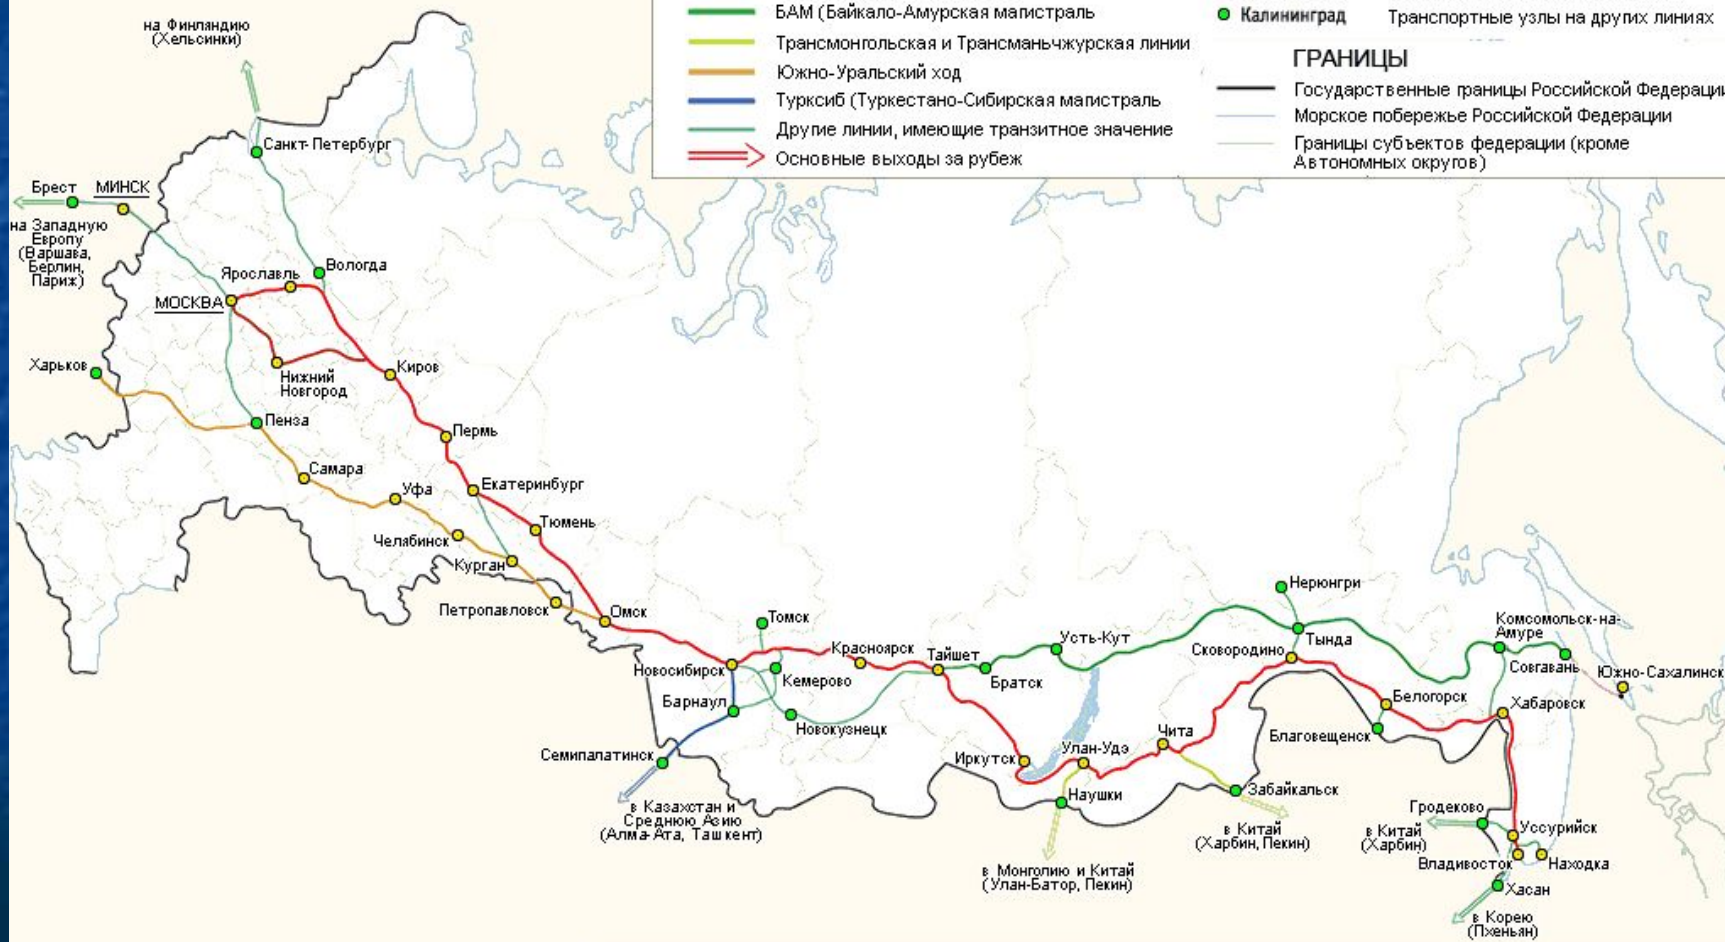 БАМ (Байкало-Амурская магистраль
Трансмонгольская и Трансманьчжурская линии
Южно-Уральский ход
Турксиб (Туркестано-Сибирская магистраль
Другие линии, имеющие транзитное значение
Основные выходы за рубеж
Калининград
Транспортные узлы на других линиях
ГРАНИЦЫ
Государственные границы Российской Федерации
Морское побережье Российской Федерации
Границы субъектов федерации (кроме
Автономных округов)
на Финляндию
(Хельсинки)
Санкт-Петербург
Брест
МИНСК
на Западную
Европу
(Варшава,
Берлин,
Париж)
Ярославль
Вологда
МОСКВА
Харьков
Нижний
Новгород
Киров
Пенза
Пермь
Самара
Уфа
Екатеринбург
Челябинск
Тюмень
Курган
Петропавловск
Омск
Томск
Новосибирск
Кемерово
Красноярск
Тайшет
Барнаул
Новокузнецк
Семипалатинск
в Казахстан и
Среднюю Азию
(Алма-Ата, Ташкент)
Братск
Усть-Кут
Иркутск
Улан-Удэ
Наушки
в Монголию и Китай
(Улан-Батор, Пекин)
Чита
Забайкальск
в Китай
(Харбин, Пекин)
Нерюнгри
Тында
Сковородино
Белогорск
Благовещенск
Комсомольск-на-
Амуре
Совгавань
Южно-Сахалинск
Хабаровск
Гродеково
в Китай
(Харбин)
Уссурийск
Владивосток
Находка
Хасан
в Корею
(Пхеньян)